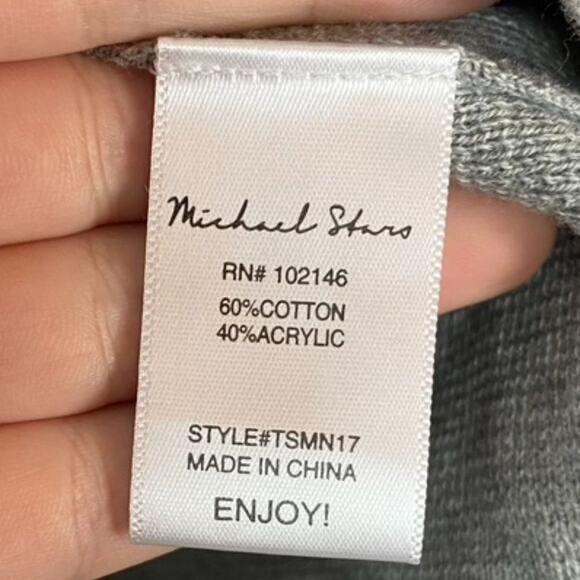 Michael Stars
RN# 102146
60%COTTON
40%ACRYLIC
STYLE#TSMN17
MADE IN CHINA
ENJOY!